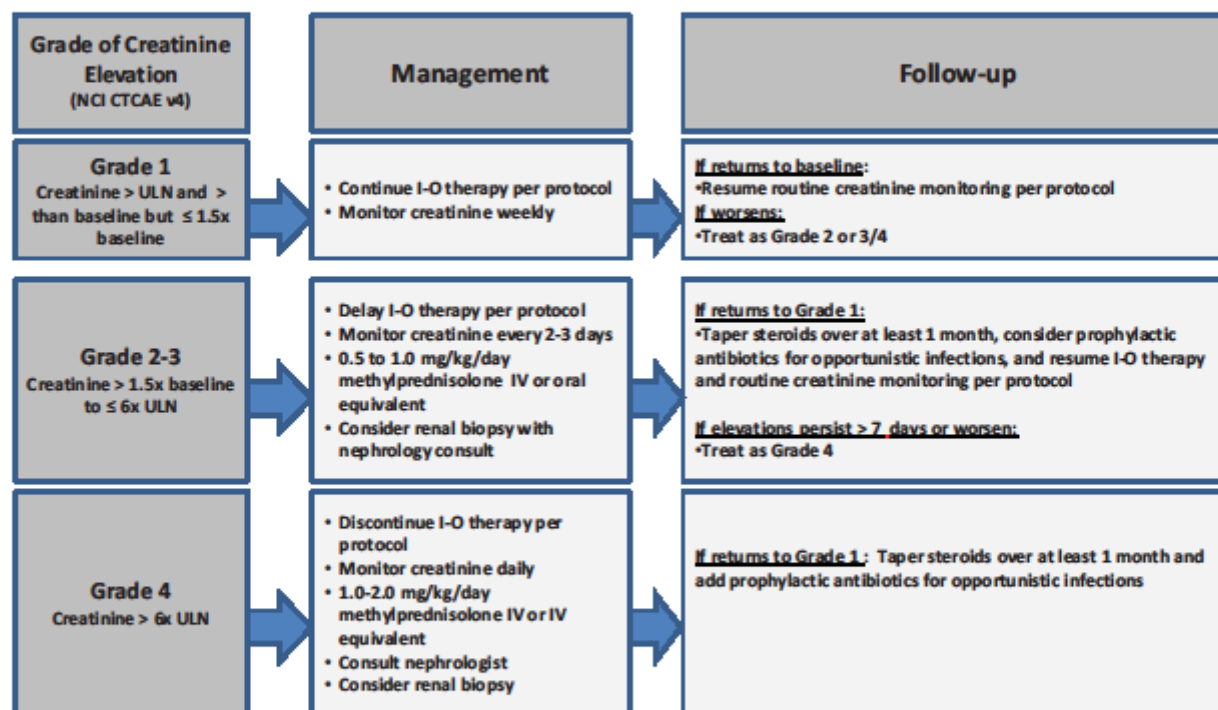 Grade of Creatinine
Elevation
(NCI CTCAE v4)
Management
Follow-up
Grade 1
Creatinine > ULN and >
than baseline but ≤ 1.5x
baseline
• Continue I-O therapy per protocol
• Monitor creatinine weekly
If returns to baseline:
•Resume routine creatinine monitoring per protocol
If worsens:
•Treat as Grade 2 or 3/4
Grade 2-3
Creatinine > 1.5x baseline
to ≤ 6x ULN
• Delay I-O therapy per protocol
• Monitor creatinine every 2-3 days
• 0.5 to 1.0 mg/kg/day
methylprednisolone IV or oral
equivalent
• Consider renal biopsy with
nephrology consult
If returns to Grade 1:
•Taper steroids over at least 1 month, consider prophylactic
antibiotics for opportunistic infections, and resume I-O therapy
and routine creatinine monitoring per protocol
If elevations persist > 7 days or worsen:
•Treat as Grade 4
Grade 4
Creatinine > 6x ULN
• Discontinue I-O therapy per
protocol
• Monitor creatinine daily
• 1.0-2.0 mg/kg/day
methylprednisolone IV or IV
equivalent
• Consult nephrologist
• Consider renal biopsy
If returns to Grade 1 : Taper steroids over at least 1 month and
add prophylactic antibiotics for opportunistic infections